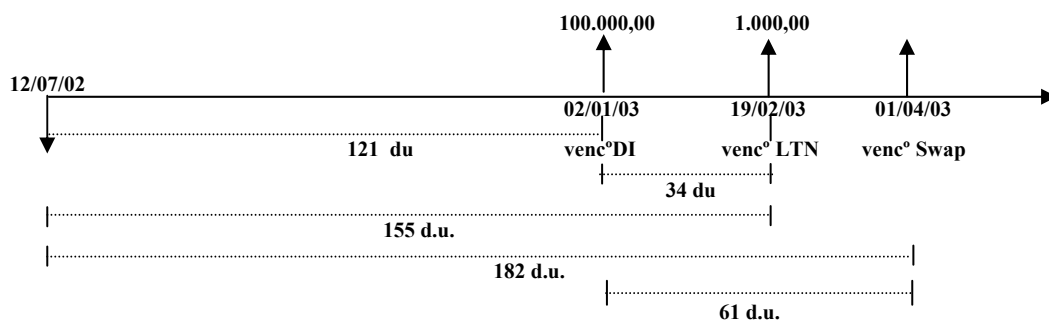 100.000,00 1.000,00
12/07/02
02/01/03 19/02/03 01/04/03
121 du vencºDI vencº LTN vencº Swap
34 du
155 d.u.
182 d.u.
61 d.u.